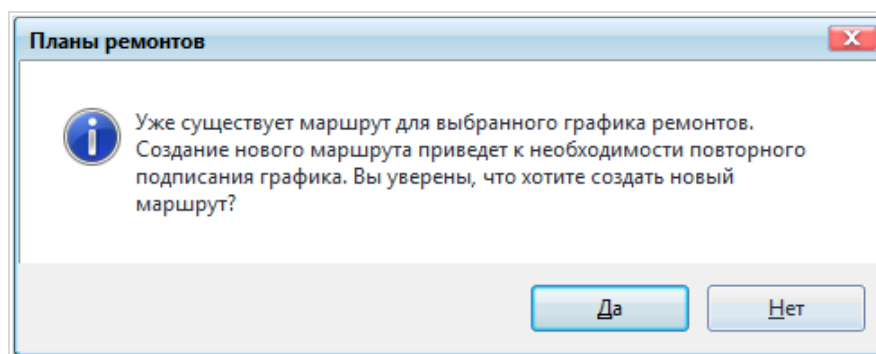 Планы ремонтов
Уже существует маршрут для выбранного графика ремонтов.
Создание нового маршрута приведет к необходимости повторного
подписания графика. Вы уверены, что хотите создать новый
маршрут?
Да
Нет